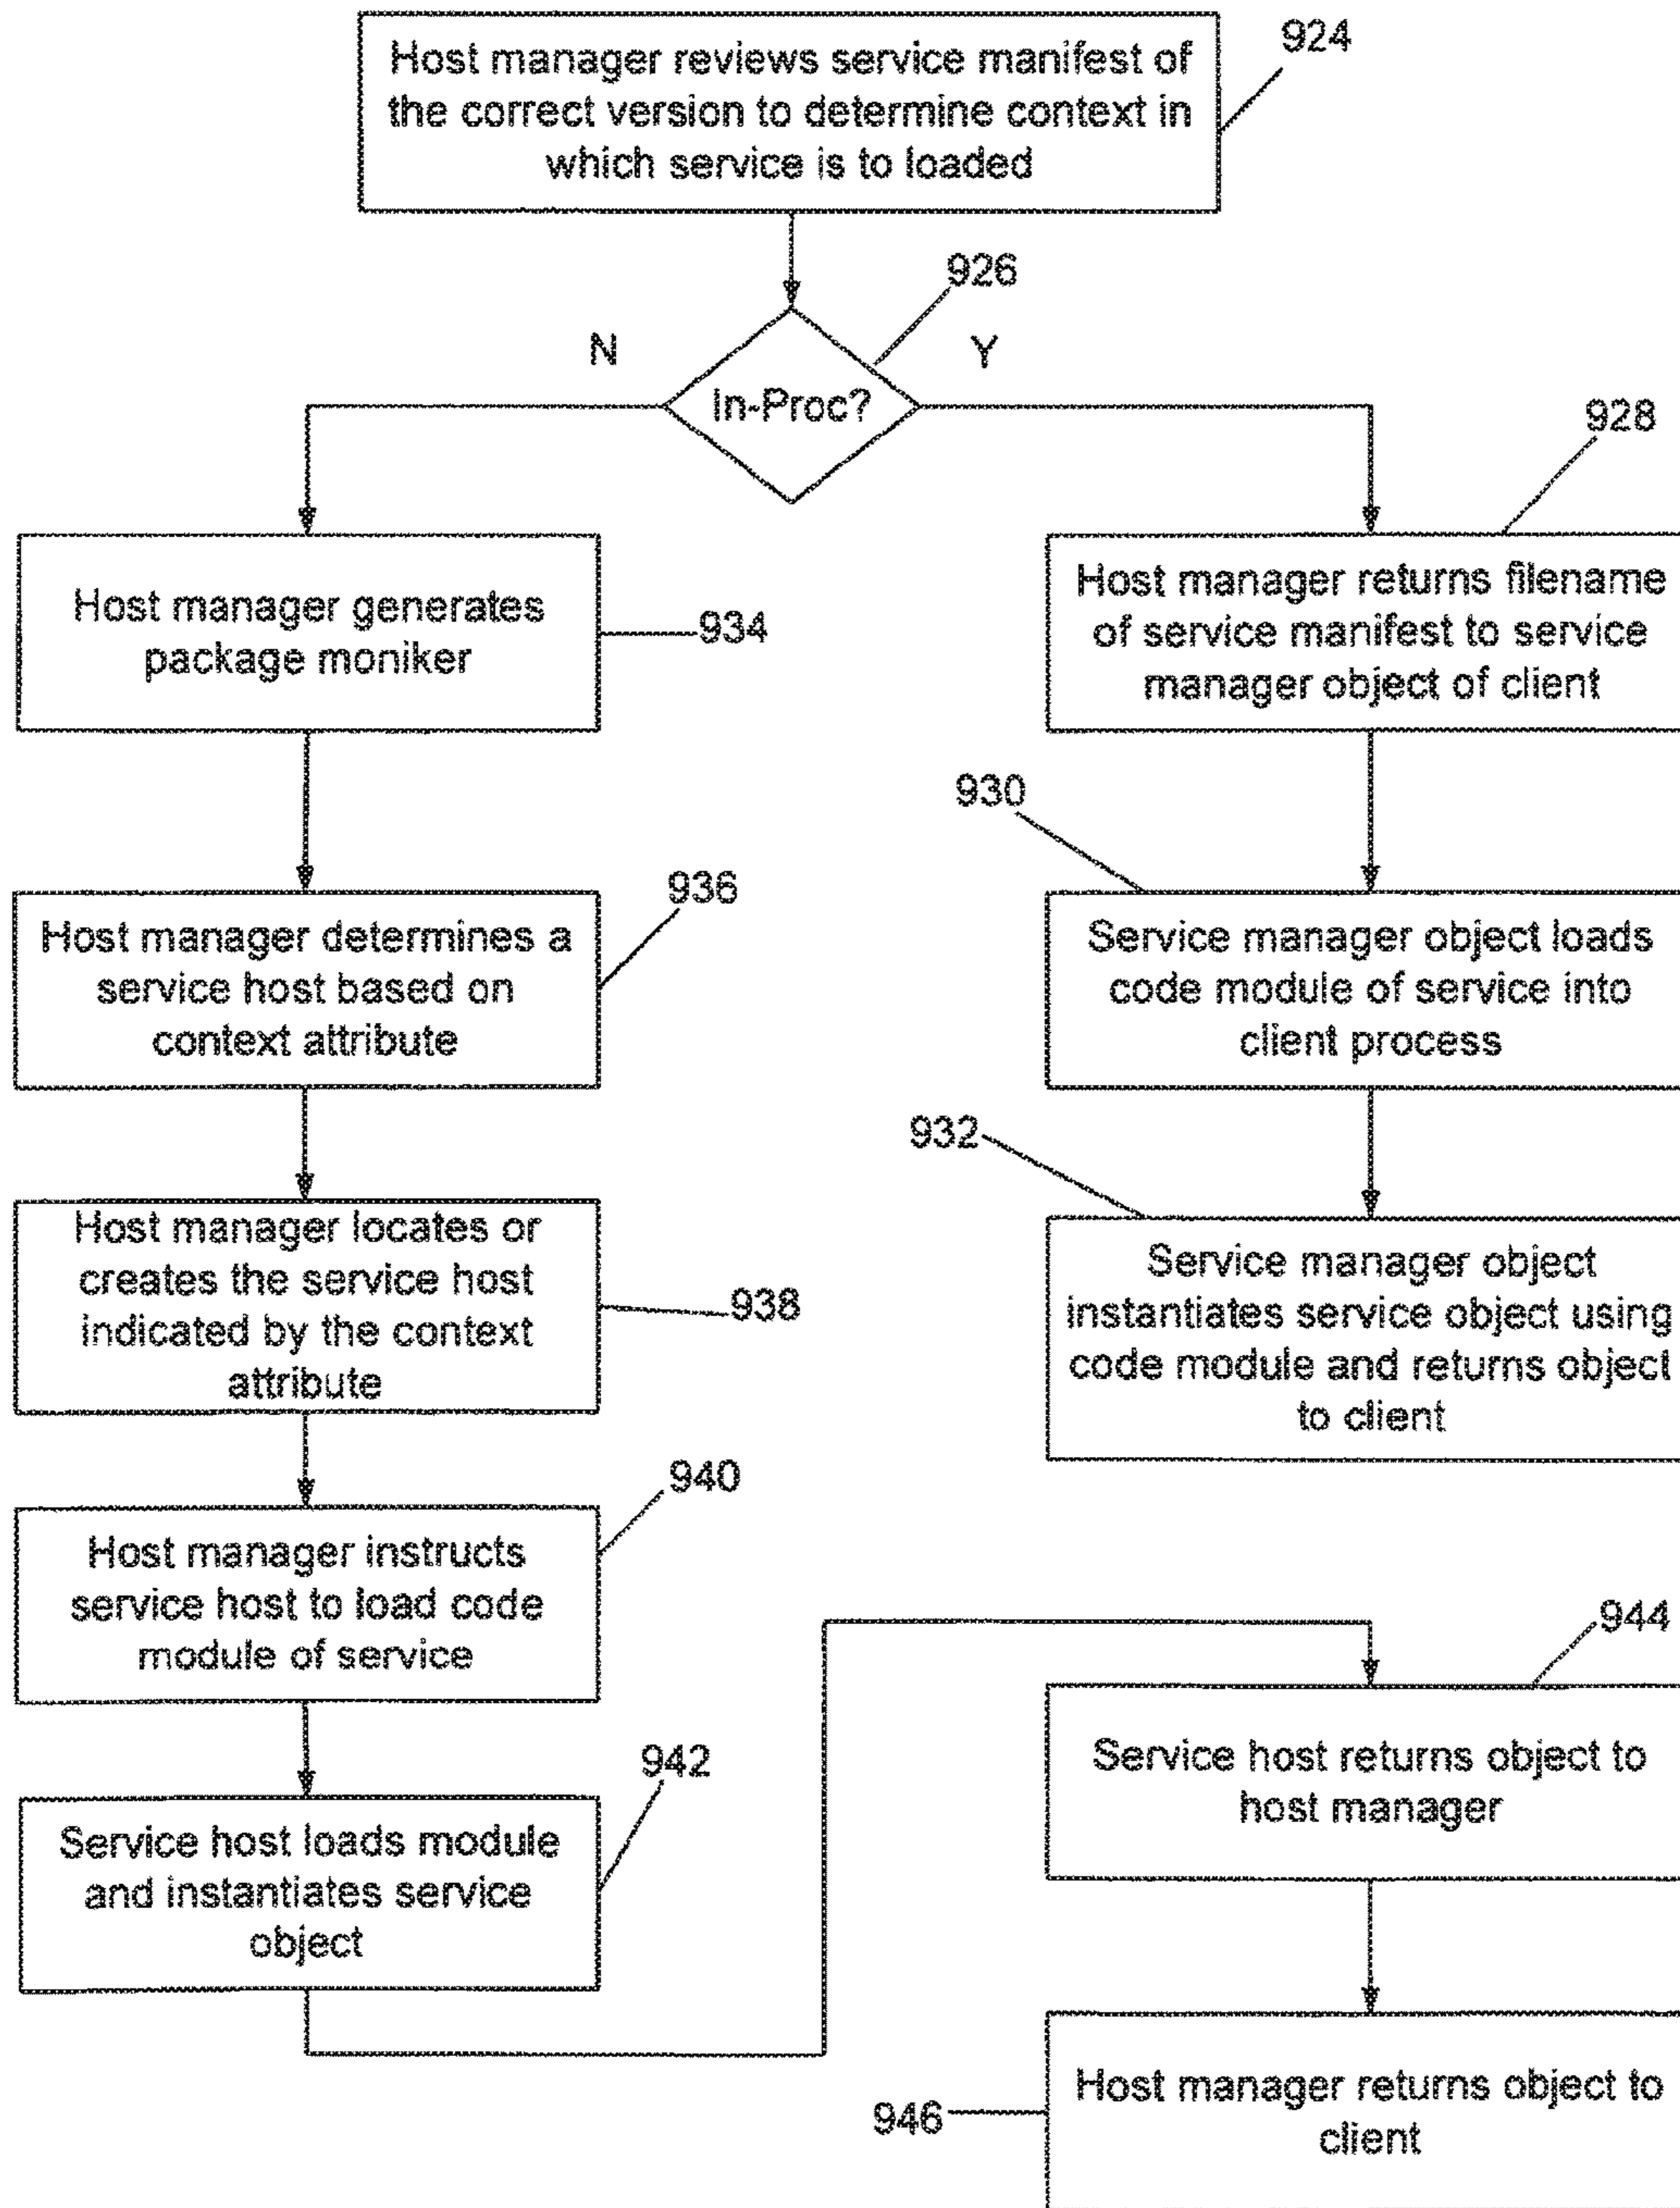 Host manager reviews service manifest of
the correct version to determine context in
which service is to loaded
924
926
N
Y
In-Proc?
928
Host manager generates
package moniker
934
Host manager returns filename
of service manifest to service
manager object of client
930
936
Host manager determines a
service host based on
context attribute
Service manager object loads
code module of service into
client process
932
Host manager locates or
creates the service host
indicated by the context
attribute
938
Service manager object
instantiates service object using
code module and returns object
to client
940
Host manager instructs
service host to load code
module of service
944
942
Service host loads module
and instantiates service
object
Service host returns object to
host manager
946
Host manager returns object to
client